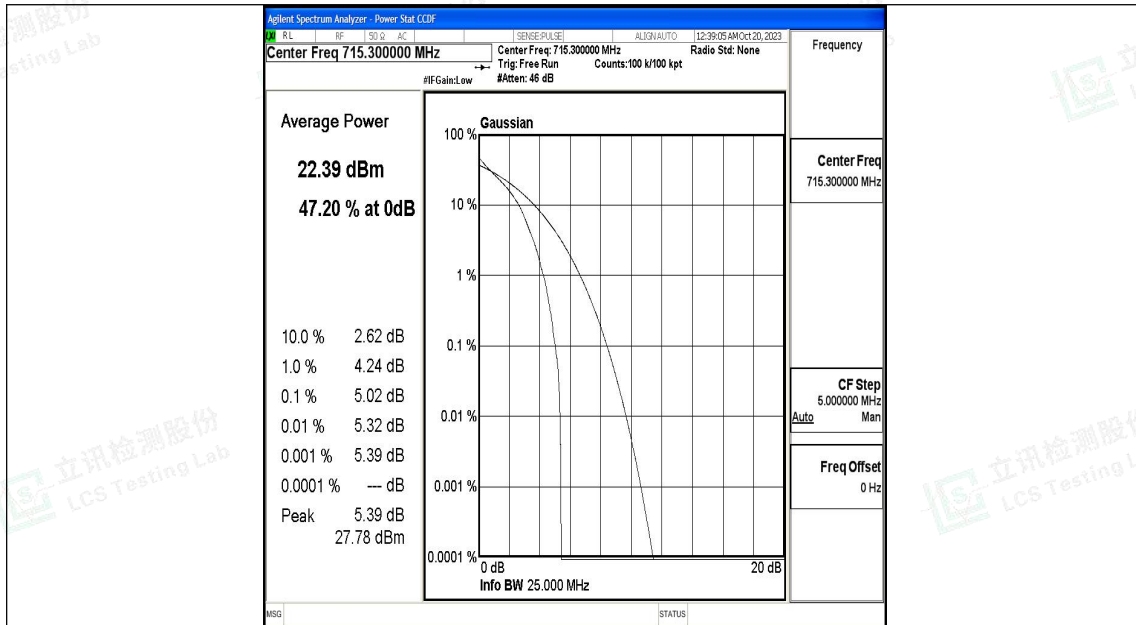 Agilent Spectrum Analyzer - Power Stat CCDF
RL RF 50 Ω AC SENSE:PULSE ALIGNAUTO 12:39:05 AM Oct 20, 2023
Center Freq 715.300000 MHz
Center Freq: 715.300000 MHz Radio Std: None
Trig: Free Run Counts:100 k/100 kpt
#IFGain:Low #Atten: 46 dB
Frequency
Average Power
22.39 dBm
47.20 % at 0dB
10.0 % 2.62 dB
1.0 % 4.24 dB
0.1 % 5.02 dB
0.01 % 5.32 dB
0.001 % 5.39 dB
0.0001 % --- dB
Peak 5.39 dB
27.78 dBm
Gaussian
100 %
10 %
1 %
0.1 %
0.01 %
0.001 %
0.0001 %
0 dB 20 dB
Info BW 25.000 MHz
Center Freq
715.300000 MHz
CF Step
5.000000 MHz
Auto Man
Freq Offset
0 Hz
MSG STATUS
立讯检测股份
LCS Testing Lab
立讯检测股份
LCS Testing L